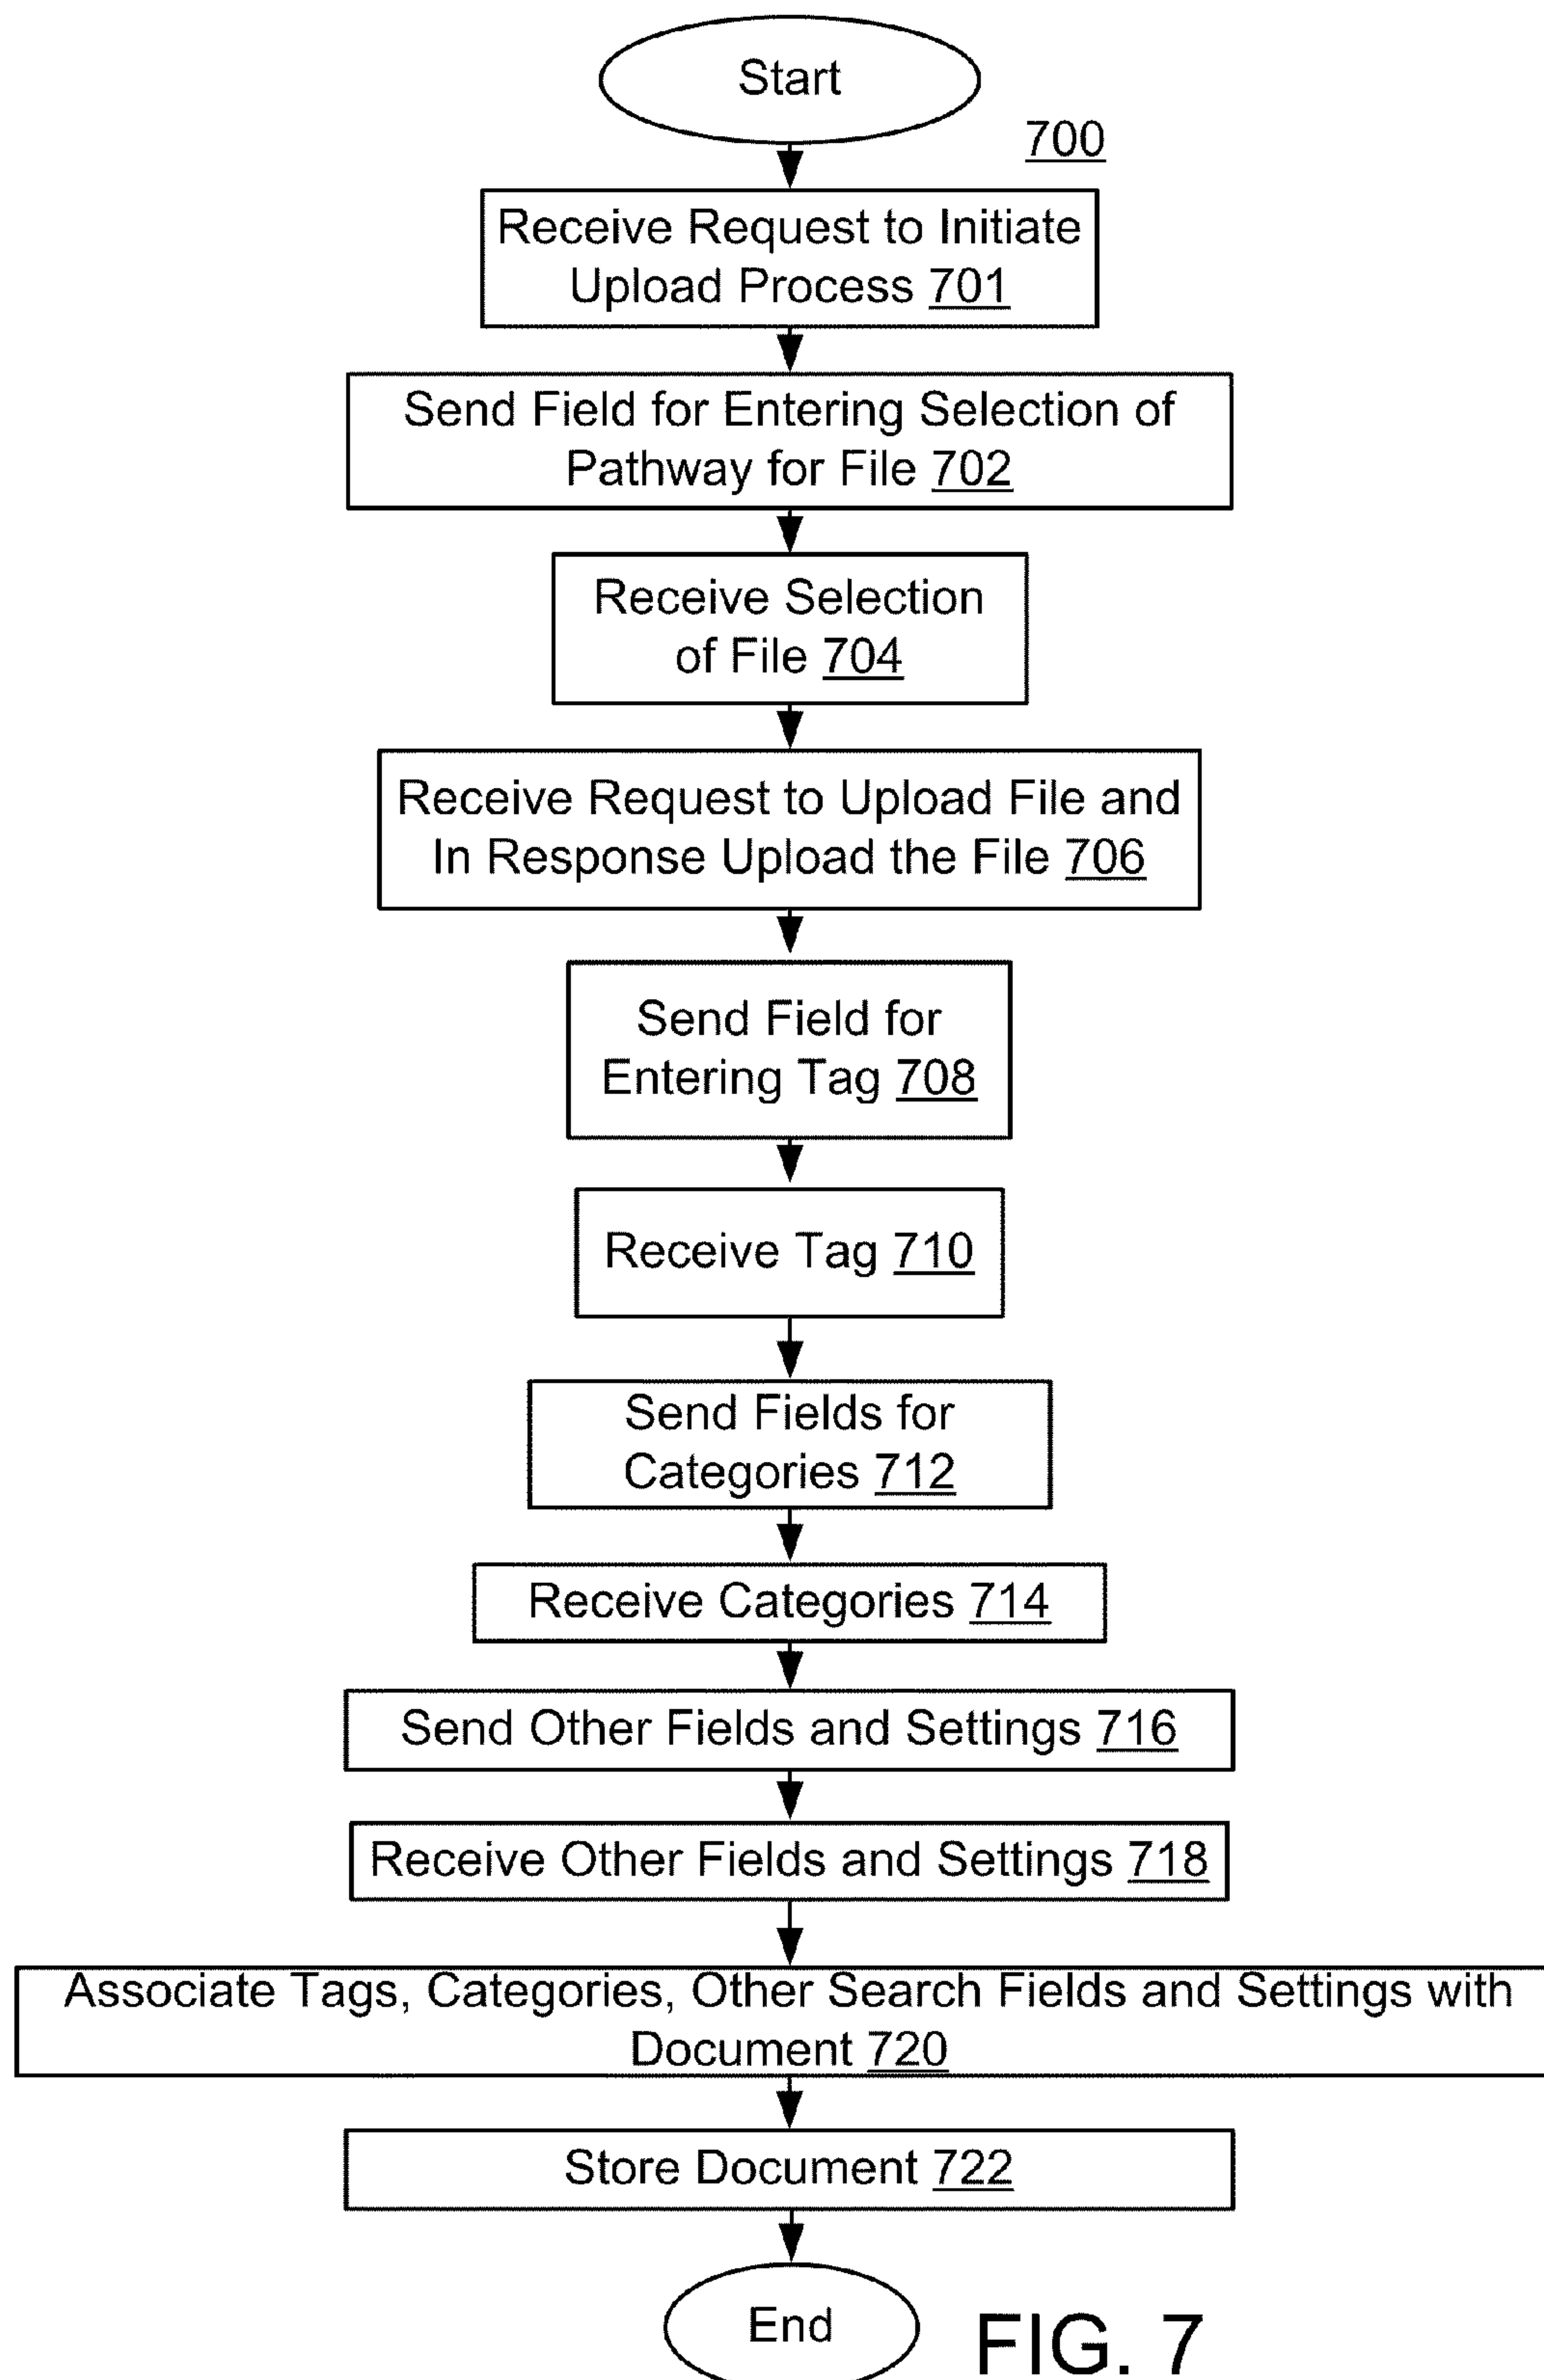 Start
700
Receive Request to Initiate
Upload Process 701
Send Field for Entering Selection of
Pathway for File 702
Receive Selection
of File 704
Receive Request to Upload File and
In Response Upload the File 706
Send Field for
Entering Tag 708
Receive Tag 710
Send Fields for
Categories 712
Receive Categories 714
Send Other Fields and Settings 716
Receive Other Fields and Settings 718
Associate Tags, Categories, Other Search Fields and Settings with
Document 720
Store Document 722
End
FIG. 7